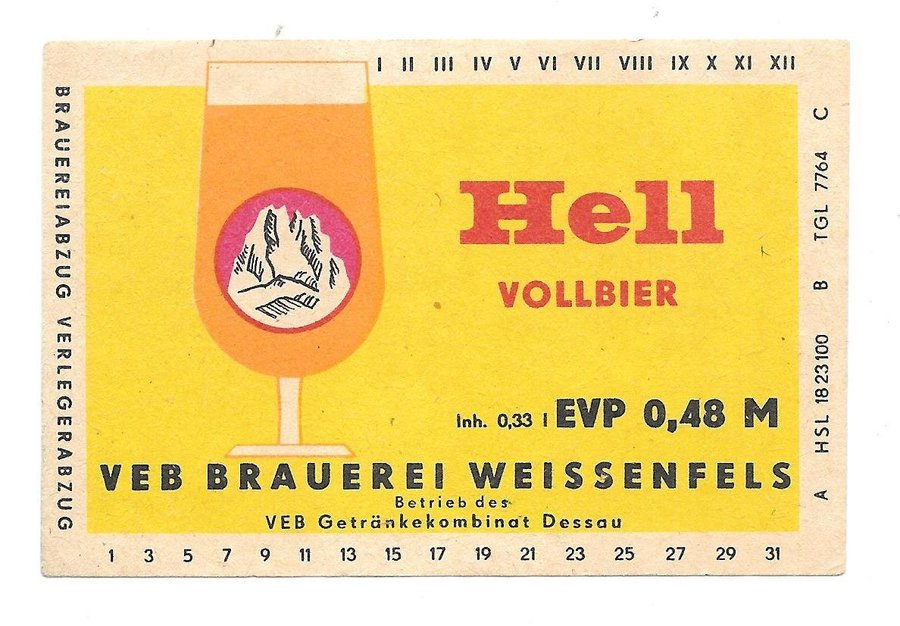 I II III IV V VI VII VIII IX X XI XII
BRAUEREIABZUG VERLEGERABZUG
Hell
VOLLBIER
Inh. 0,33 l EVP 0,48 M
VEB BRAUEREI WEISSENFELS
Betrieb des
VEB Getränkekombinat Dessau
A HSL 1823100 B TGL 7764 C
1 3 5 7 9 11 13 15 17 19 21 23 25 27 29 31